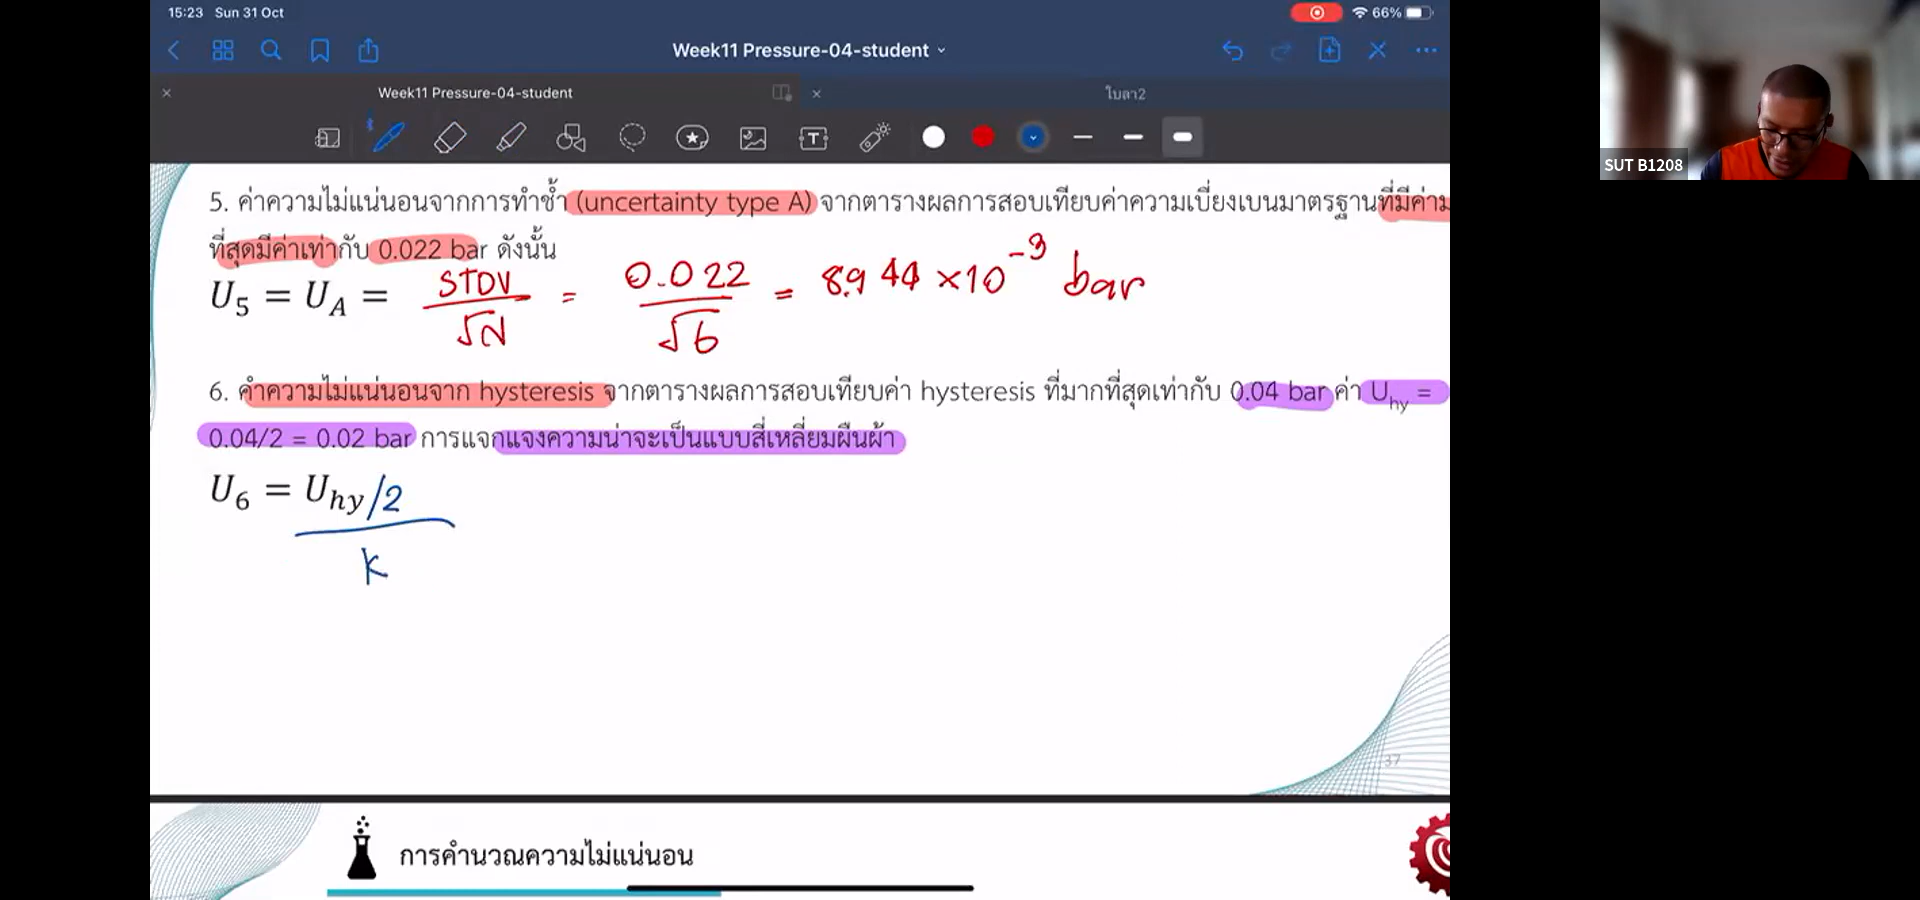 15:23 Sun 31 Oct
66%
Week11 Pressure-04-student
Week11 Pressure-04-student
ใบลา2
SUT B1208
5. ค่าความไม่แน่นอนจากการทำซ้ำ (uncertainty type A) จากตารางผลการสอบเทียบค่าความเบี่ยงเบนมาตรฐานที่มีค่าม
ที่สุดมีค่าเท่ากับ 0.022 bar ดังนั้น
U5 = UA = STDV/√N = 0.022/√6 = 8.944 ×10⁻³ bar
6. ค่าความไม่แน่นอนจาก hysteresis จากตารางผลการสอบเทียบค่า hysteresis ที่มากที่สุดเท่ากับ 0.04 bar ค่า Uhy =
0.04/2 = 0.02 bar การแจกแจงความน่าจะเป็นแบบสี่เหลี่ยมผืนผ้า
U6 = Uhy/2
K
37
การคำนวณความไม่แน่นอน